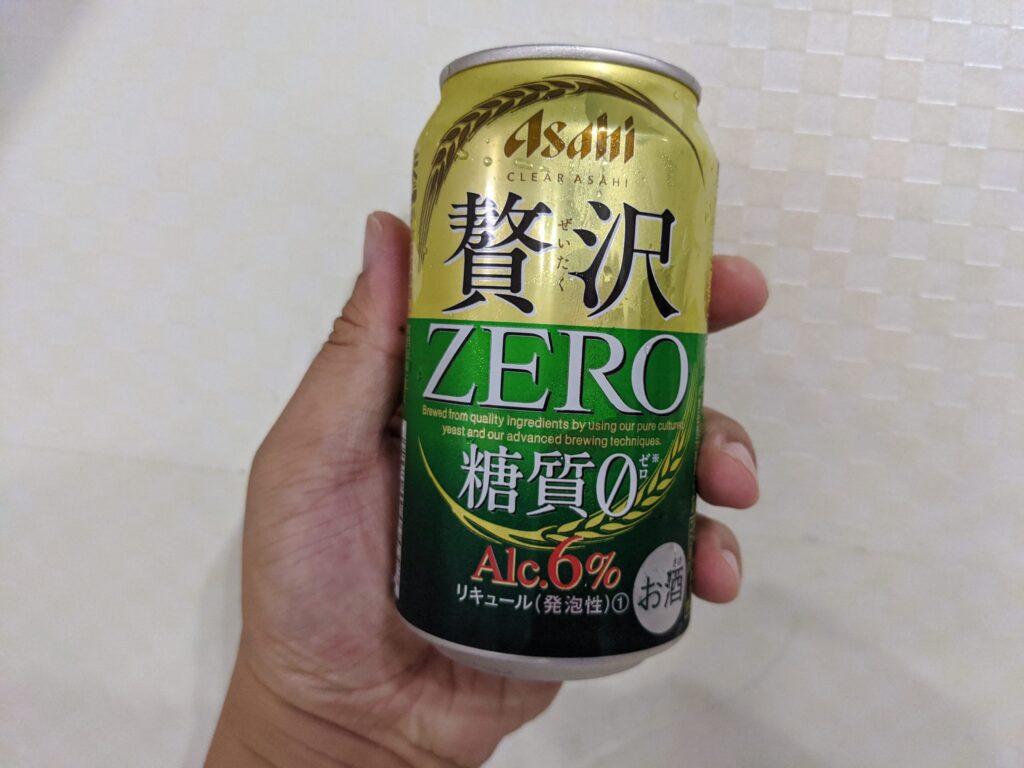 Asahi
CLEAR ASAHI
贅沢
ぜいたく
ZERO
Brewed from quality ingredients by using our pure cultured
yeast and our advanced brewing techniques.
糖質0
ゼロ※
Alc.6%
リキュール(発泡性)①
お酒